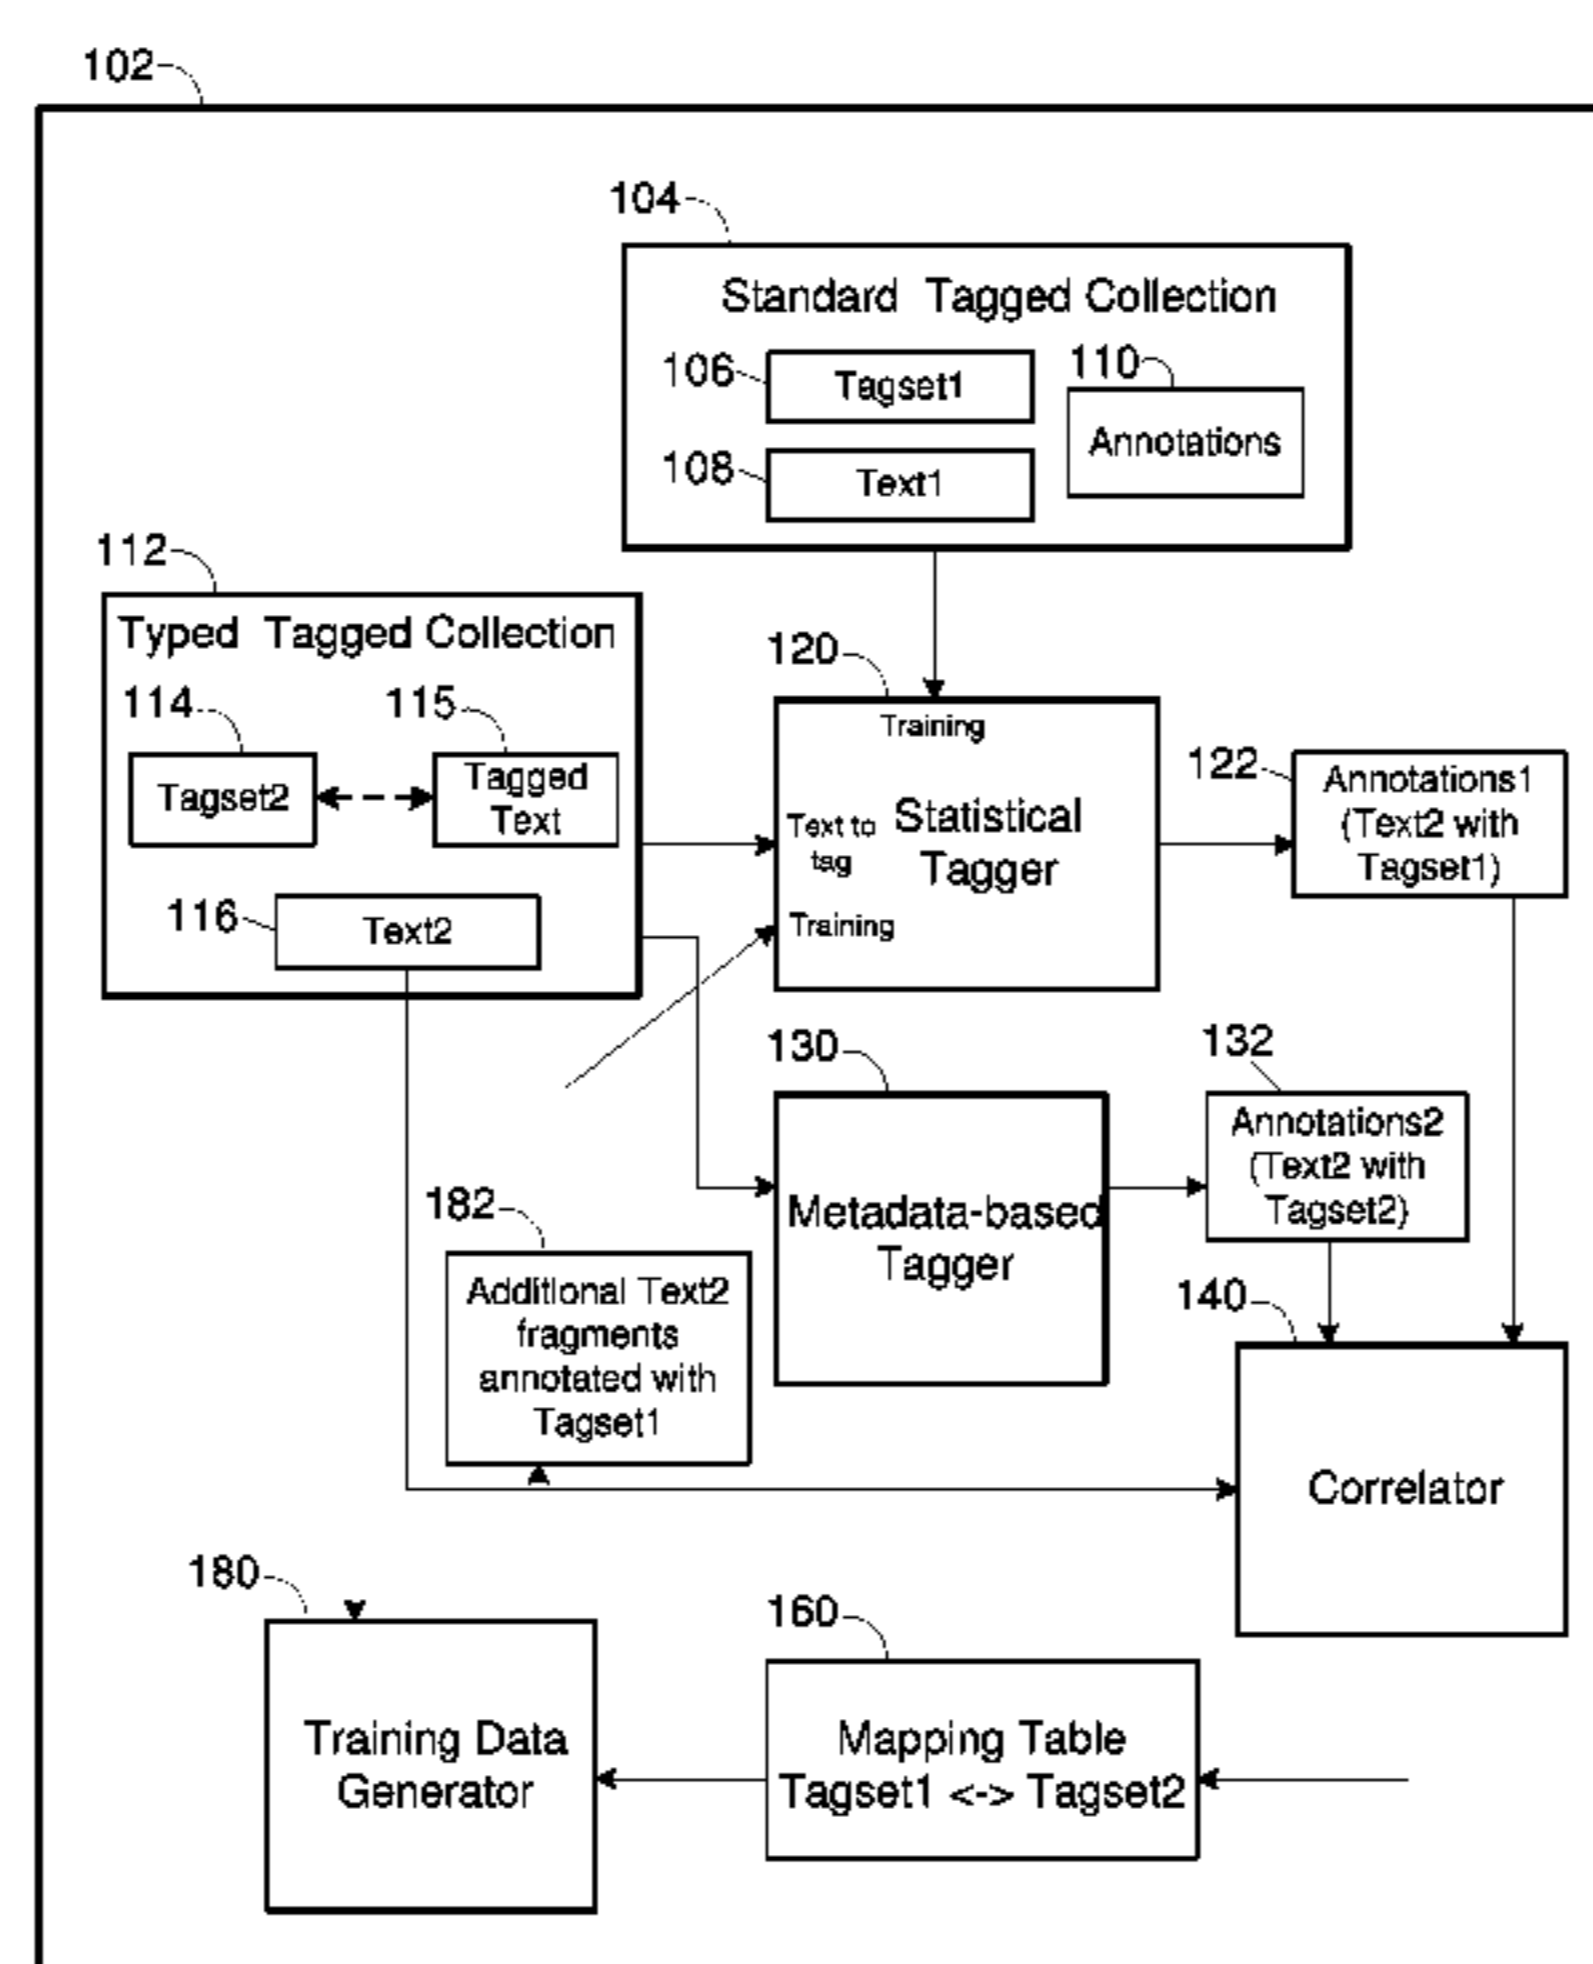 102
104
Standard Tagged Collection
106
Tagset1
110
Annotations
108
Text1
112
Typed Tagged Collection
114
115
Tagset2
Tagged
Text
116
Text2
120
Training
Text to
tag
Statistical
Tagger
Training
122
Annotations1
(Text2 with
Tagset1)
130
Metadata-based
Tagger
132
Annotations2
(Text2 with
Tagset2)
182
Additional Text2
fragments
annotated with
Tagset1
140
Correlator
180
Training Data
Generator
160
Mapping Table
Tagset1 <-> Tagset2